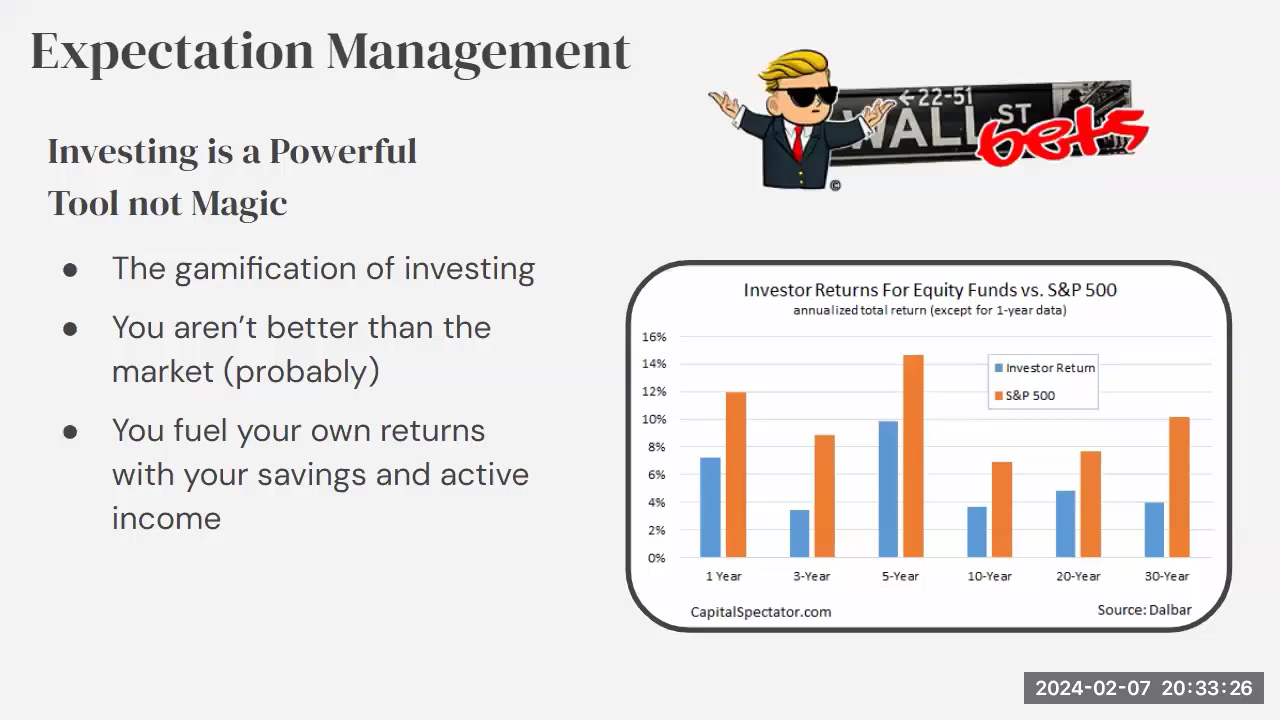 Expectation Management
←22-51
WALL ST
bets
©
Investing is a Powerful
Tool not Magic
● The gamification of investing
● You aren’t better than the
market (probably)
● You fuel your own returns
with your savings and active
income
Investor Returns For Equity Funds vs. S&P 500
annualized total return (except for 1-year data)
16%
14%
12%
10%
8%
6%
4%
2%
0%
Investor Return
S&P 500
1 Year 3-Year 5-Year 10-Year 20-Year 30-Year
CapitalSpectator.com
Source: Dalbar
2024-02-07 20:33:26